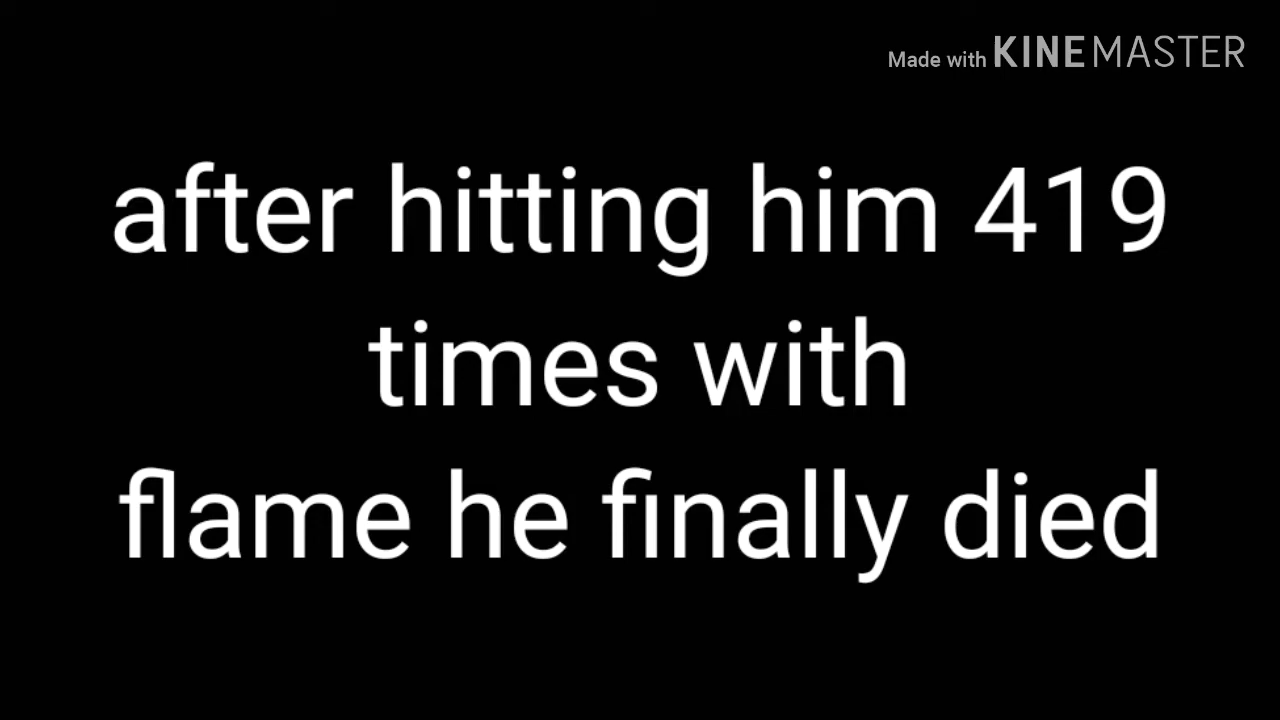 Made with KINEMASTER
after hitting him 419
times with
flame he finally died